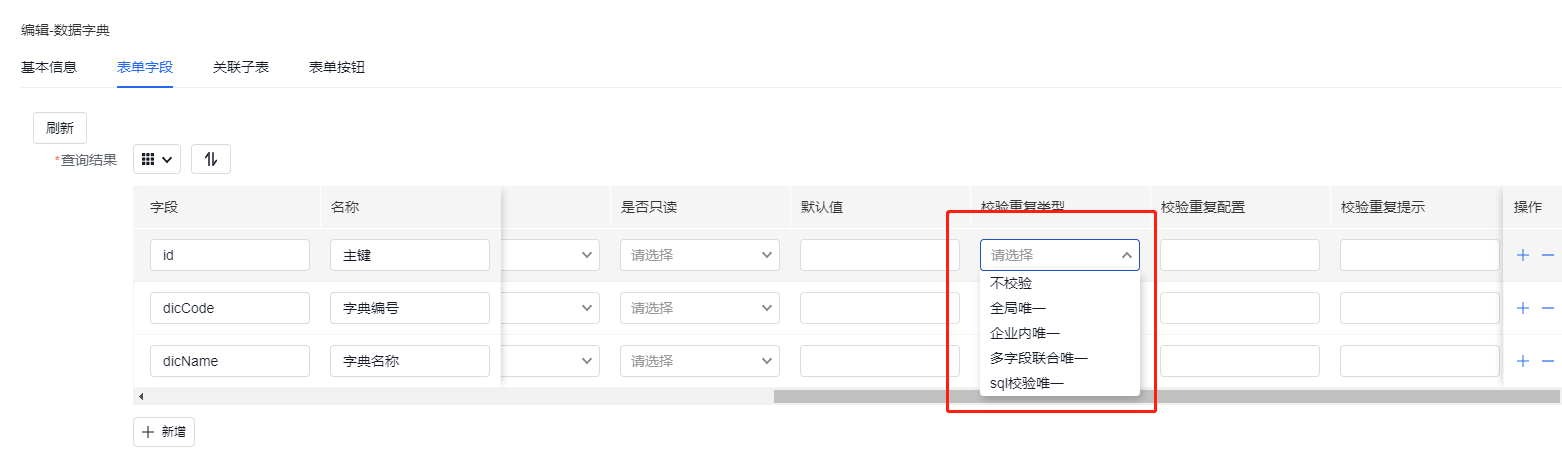 编辑-数据字典
基本信息 表单字段 关联子表 表单按钮
刷新
*查询结果
字段 名称 是否只读 默认值 校验重复类型 校验重复配置 校验重复提示 操作
id 主键 请选择 请选择
不校验
dicCode 字典编号 请选择 全局唯一
企业内唯一
dicName 字典名称 请选择 多字段联合唯一
sql校验唯一
新增